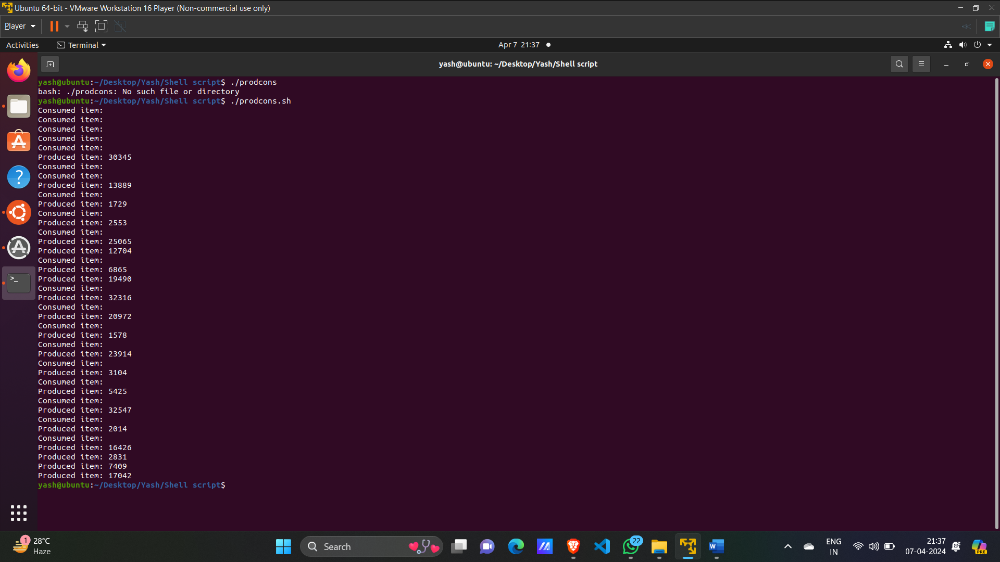 Ubuntu 64-bit - VMware Workstation 16 Player (Non-commercial use only)
Player
Activities
Terminal
Apr 7 21:37
yash@ubuntu: ~/Desktop/Yash/Shell script
yash@ubuntu:~/Desktop/Yash/Shell script$ ./prodcons
bash: ./prodcons: No such file or directory
yash@ubuntu:~/Desktop/Yash/Shell script$ ./prodcons.sh
Consumed item:
Consumed item:
Consumed item:
Consumed item:
Consumed item:
Produced item: 30345
Consumed item:
Consumed item:
Produced item: 13889
Consumed item:
Produced item: 1729
Consumed item:
Produced item: 2553
Consumed item:
Produced item: 25065
Produced item: 12704
Consumed item:
Produced item: 6865
Produced item: 19490
Consumed item:
Produced item: 32316
Consumed item:
Produced item: 20972
Consumed item:
Produced item: 1578
Consumed item:
Produced item: 23914
Consumed item:
Produced item: 3104
Consumed item:
Produced item: 5425
Consumed item:
Produced item: 32547
Consumed item:
Produced item: 2014
Consumed item:
Produced item: 16426
Produced item: 2831
Produced item: 7409
Produced item: 17042
yash@ubuntu:~/Desktop/Yash/Shell script$
1
28°C
Haze
Search
22
ENG
IN
21:37
07-04-2024
PRE